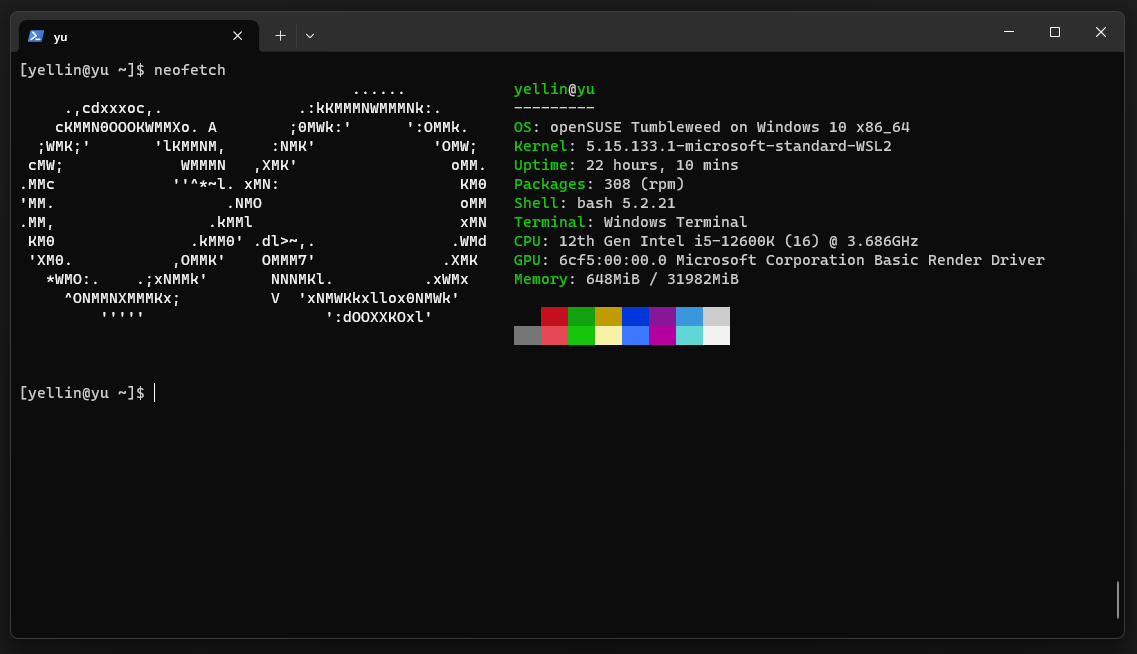 yu
[yellin@yu ~]$ neofetch
......
.,cdxxxoc,. .:kKMMMNWMMMNk:.
cKMMN0OOOKWMMXo. A ;0MWk:' ':OMMk.
;WMK;' 'lKMMNM, :NMK' 'OMW;
cMW; WMMMN ,XMK' oMM.
.MMc ''^*~l. xMN: KM0
'MM. .NMO oMM
.MM, .kMMl xMN
KM0 .kMM0' .dl>~,. .WMd
'XM0. ,OMMK' OMMM7' .XMK
*WMO:. .;xNMMk' NNNMKl. .xWMx
^ONMMNXMMMKx; V 'xNMWKkxllox0NMWk'
''''' ':dOOXXKOxl'
yellin@yu
---------
OS: openSUSE Tumbleweed on Windows 10 x86_64
Kernel: 5.15.133.1-microsoft-standard-WSL2
Uptime: 22 hours, 10 mins
Packages: 308 (rpm)
Shell: bash 5.2.21
Terminal: Windows Terminal
CPU: 12th Gen Intel i5-12600K (16) @ 3.686GHz
GPU: 6cf5:00:00.0 Microsoft Corporation Basic Render Driver
Memory: 648MiB / 31982MiB
[yellin@yu ~]$